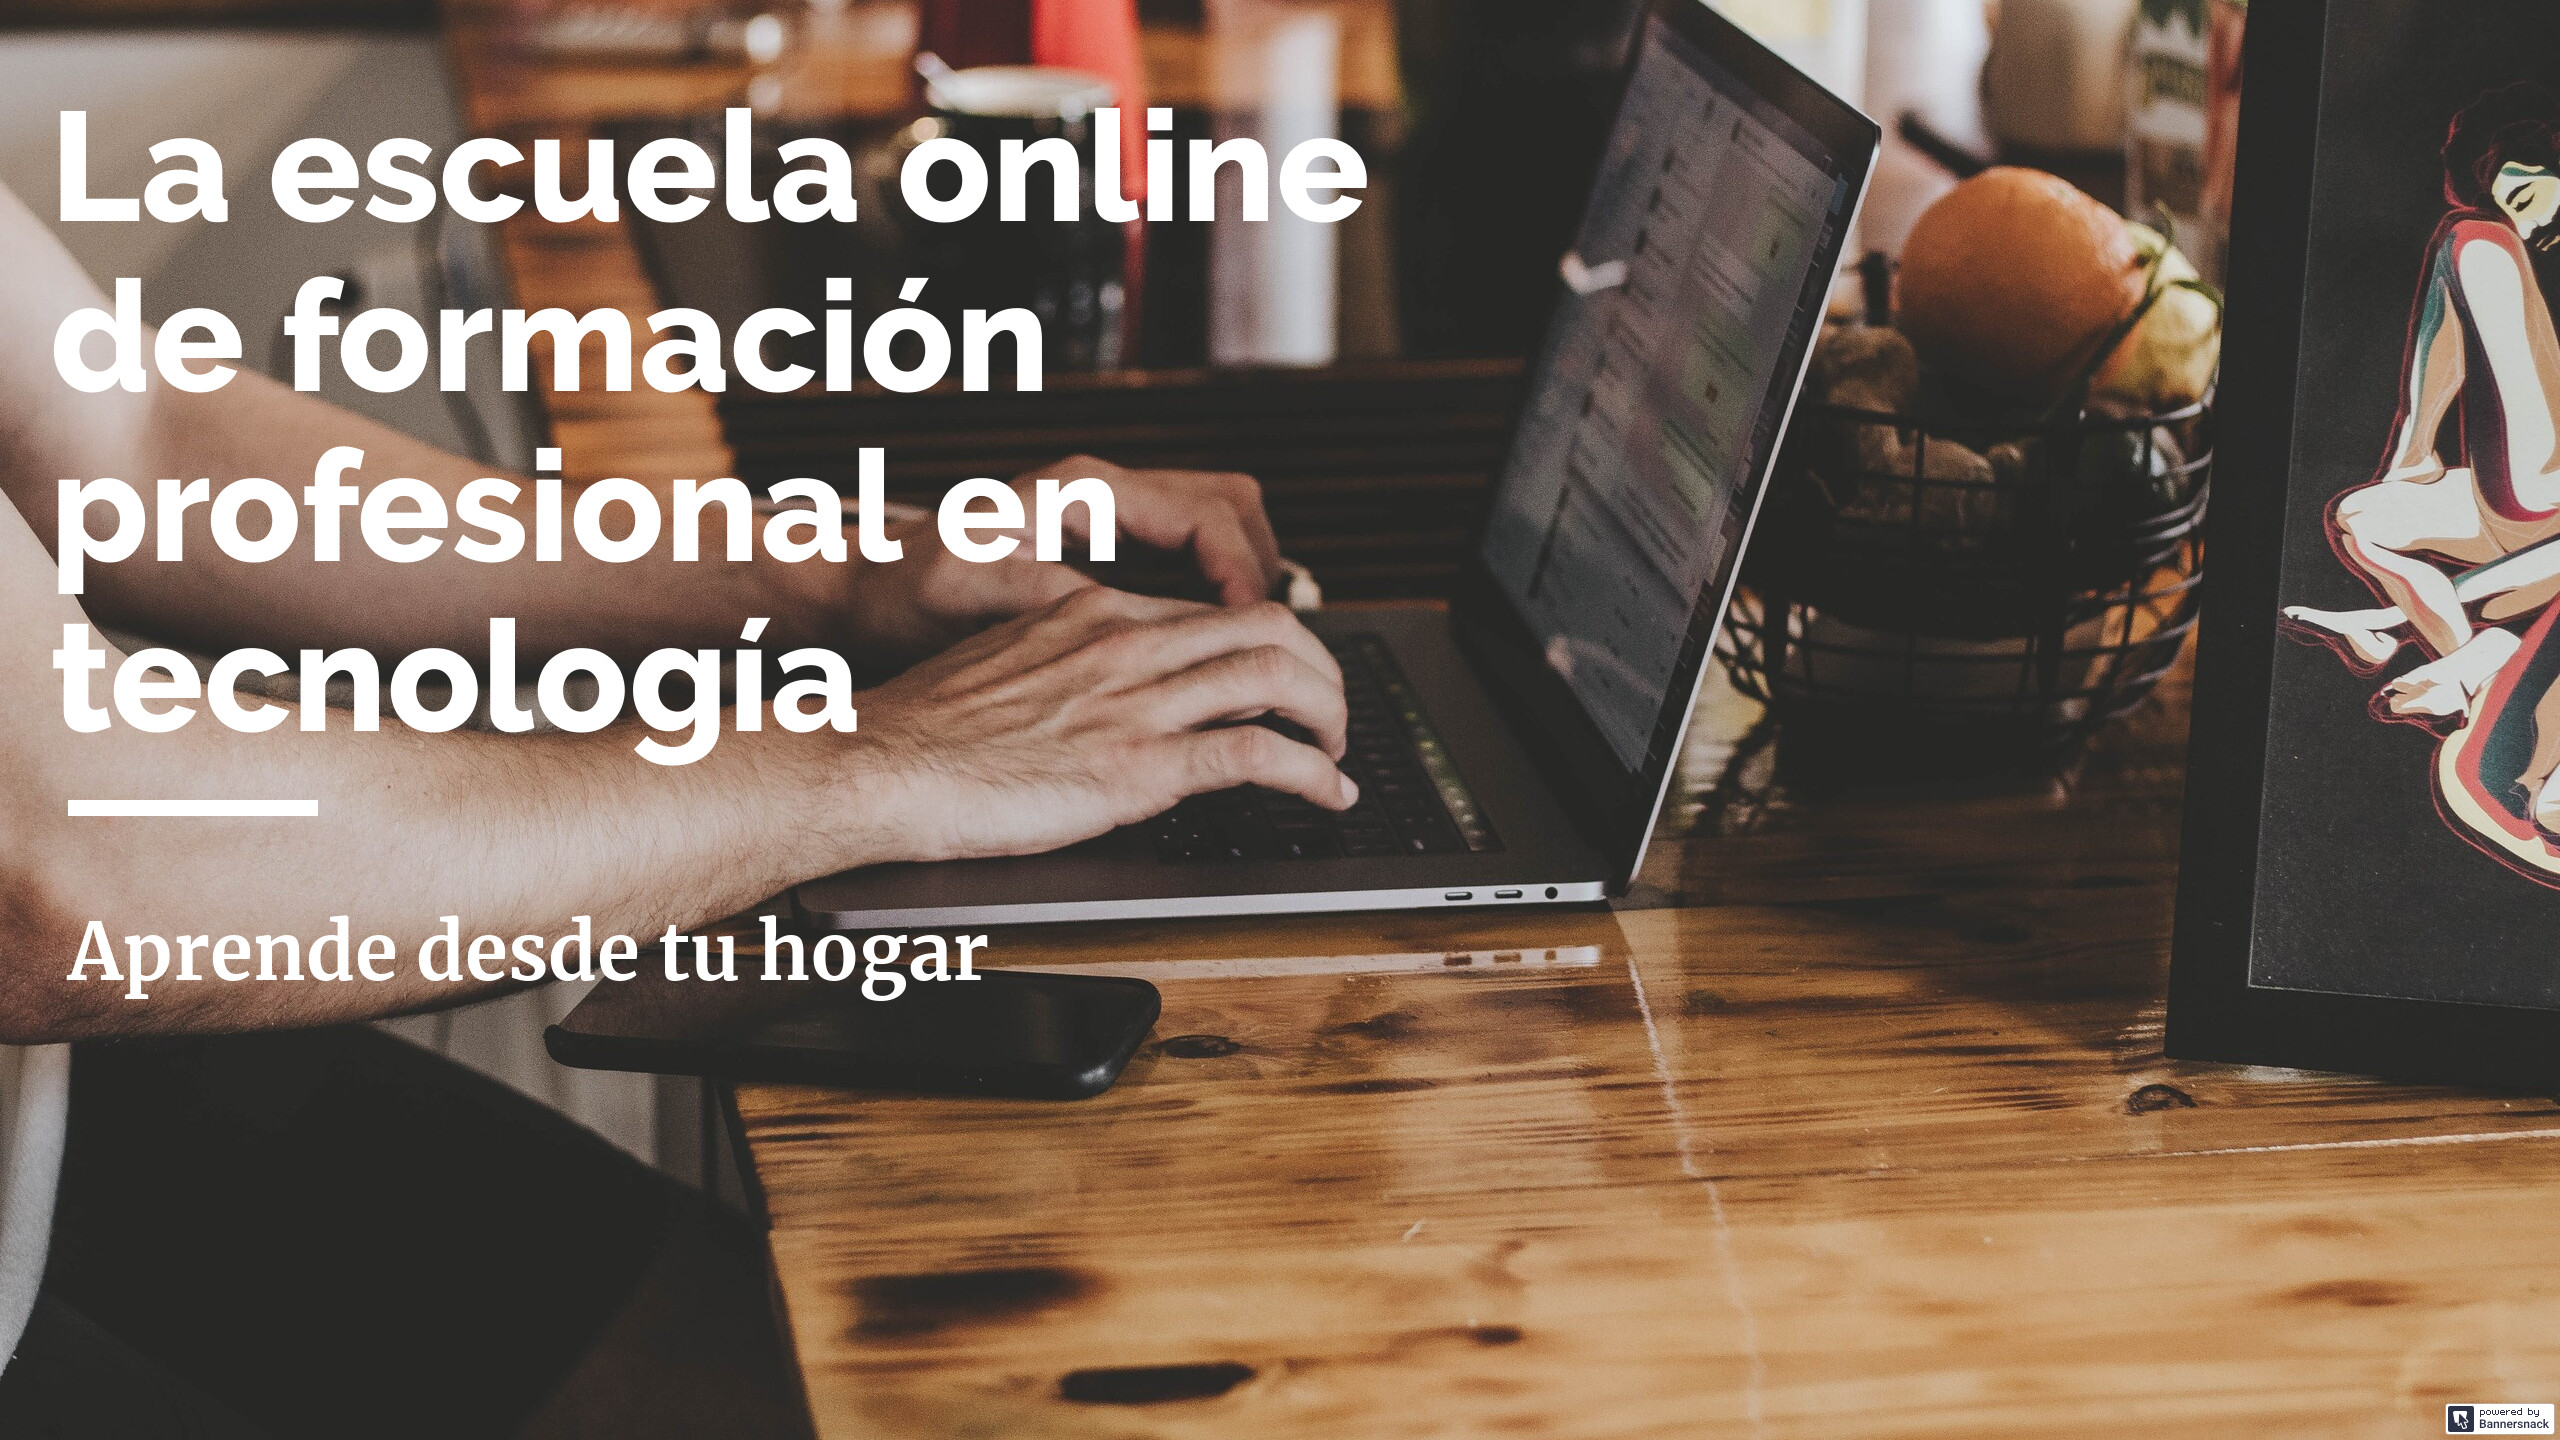 La escuela online
de formación
profesional en
tecnología
Aprende desde tu hogar
powered by
Bannersnack